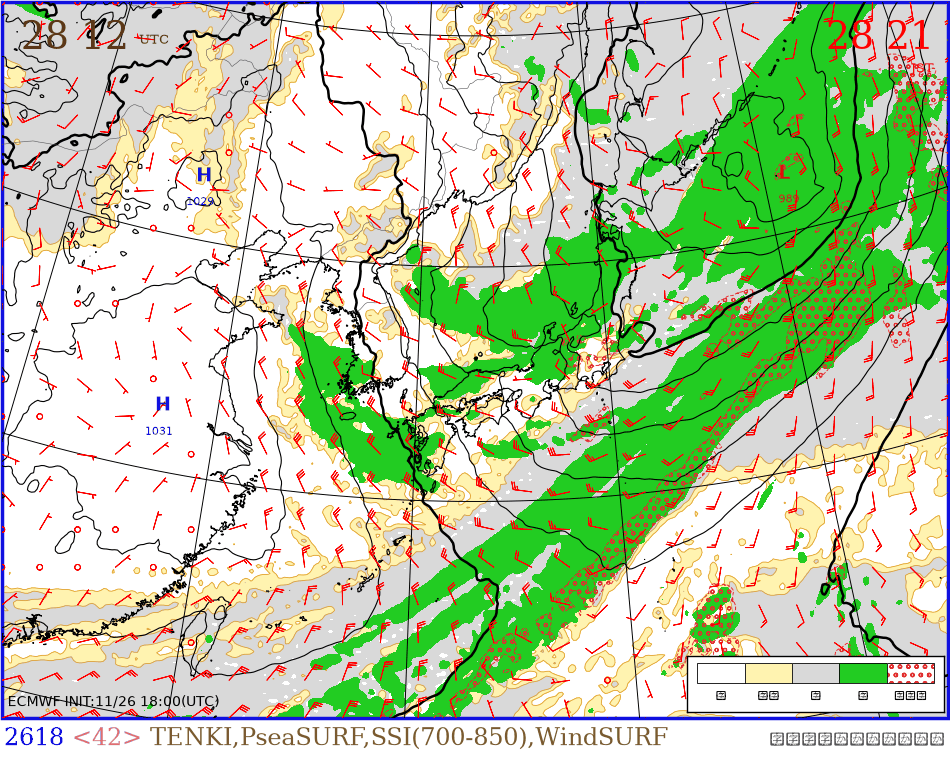 28 12 UTC
28 21
JST
H
1029
L
H
1031
ECMWF INIT:11/26 18:00(UTC)
2618 <42> TENKI,PseaSURF,SSI(700-850),WindSURF